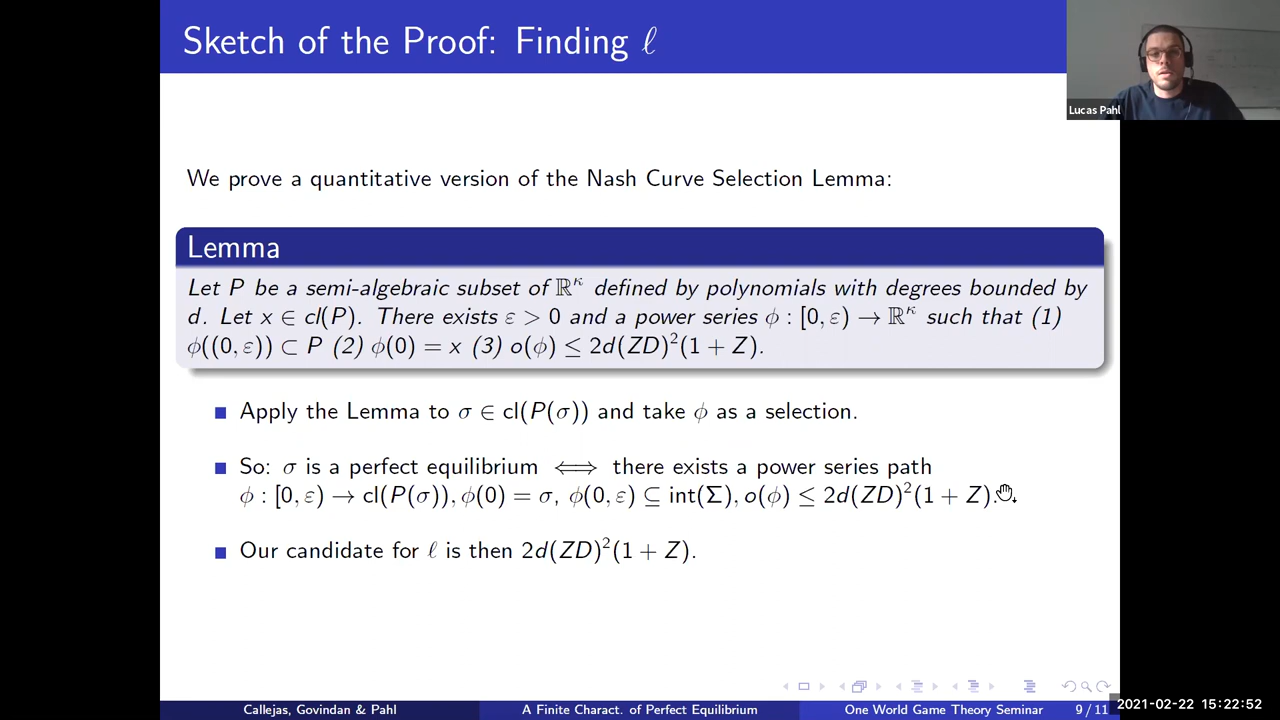 Sketch of the Proof: Finding ℓ
Lucas Pahl
We prove a quantitative version of the Nash Curve Selection Lemma:
Lemma
Let P be a semi-algebraic subset of ℝ^κ defined by polynomials with degrees bounded by
d. Let x ∈ cl(P). There exists ε > 0 and a power series ϕ : [0, ε) → ℝ^κ such that (1)
ϕ((0, ε)) ⊂ P (2) ϕ(0) = x (3) o(ϕ) ≤ 2d(ZD)²(1 + Z).
Apply the Lemma to σ ∈ cl(P(σ)) and take ϕ as a selection.
So: σ is a perfect equilibrium ⟺ there exists a power series path
ϕ : [0, ε) → cl(P(σ)), ϕ(0) = σ, ϕ(0, ε) ⊆ int(Σ), o(ϕ) ≤ 2d(ZD)²(1 + Z).
Our candidate for ℓ is then 2d(ZD)²(1 + Z).
Callejas, Govindan & Pahl
A Finite Charact. of Perfect Equilibrium
One World Game Theory Seminar
9 / 11
2021-02-22 15:22:52